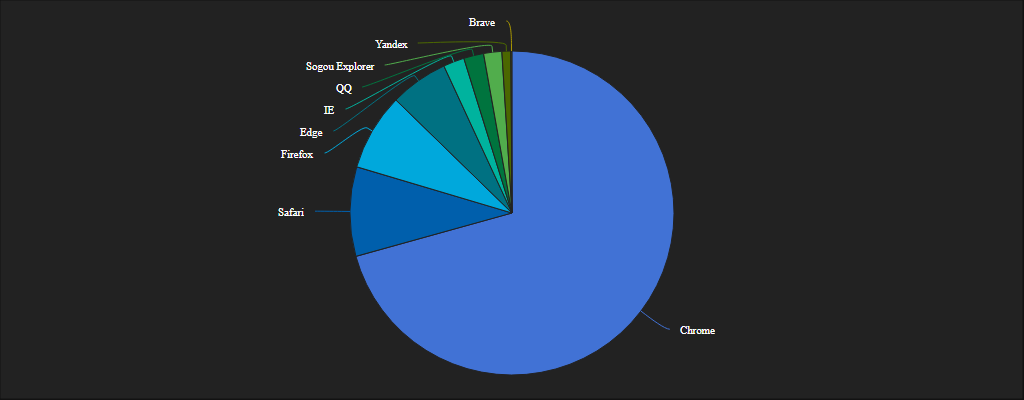 Brave
Yandex
Sogou Explorer
QQ
IE
Edge
Firefox
Safari
Chrome